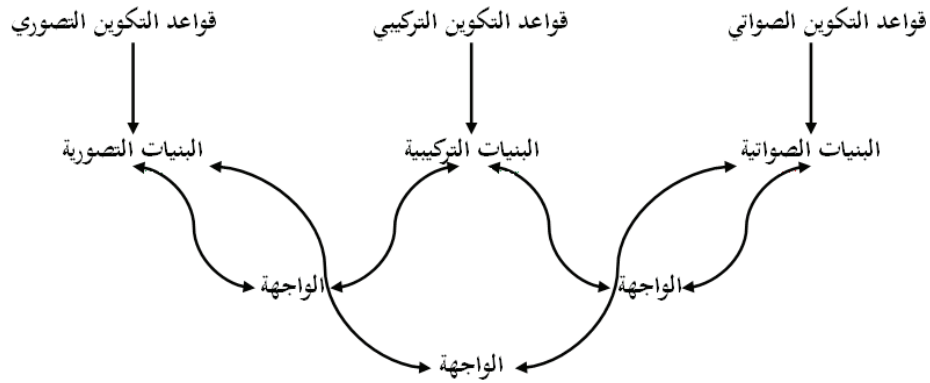 قواعد التكوين الصواتي قواعد التكوين التركيبي قواعد التكوين التصوري
البنيات الصواتية البنيات التركيبية البنيات التصورية
الواجهة الواجهة
الواجهة